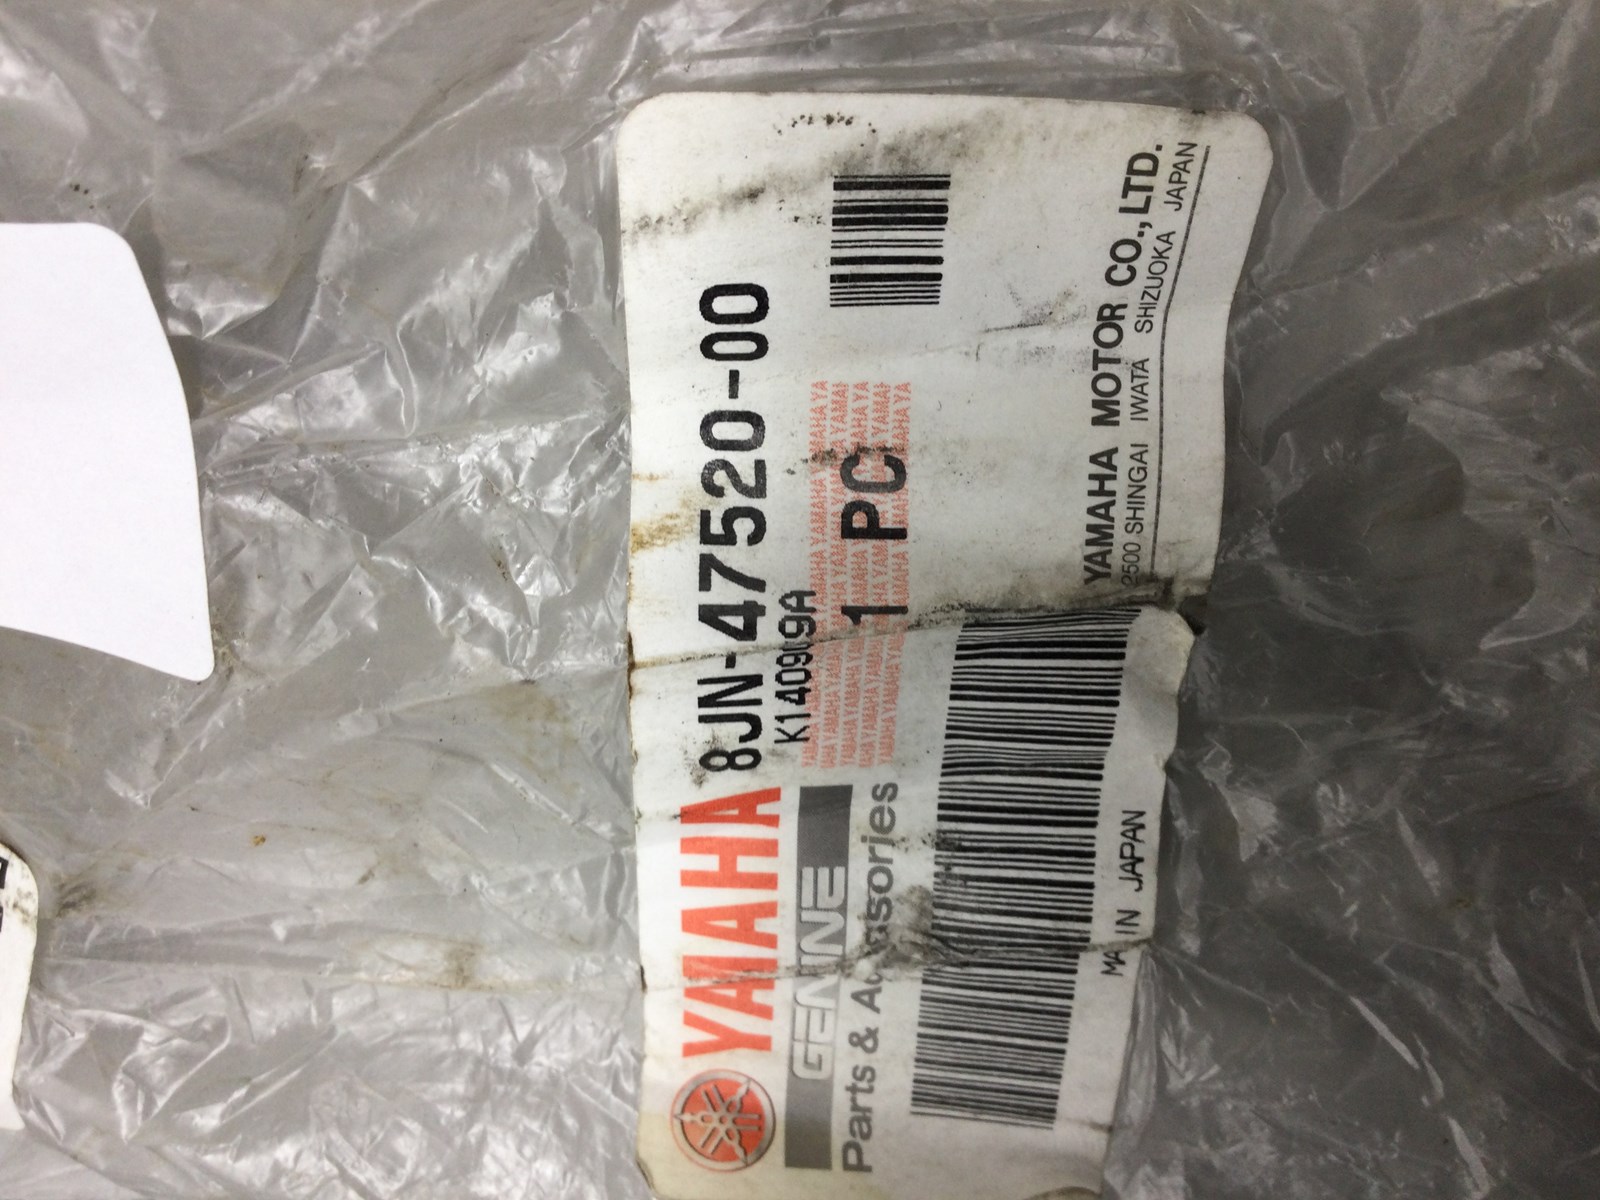 YAMAHA
GENUINE
Parts & Accessories
8JN-47520-00
1 PC
MA IN JAPAN
YAMAHA MOTOR CO.,LTD.
2500 SHINGAI IWATA SHIZUOKA JAPAN